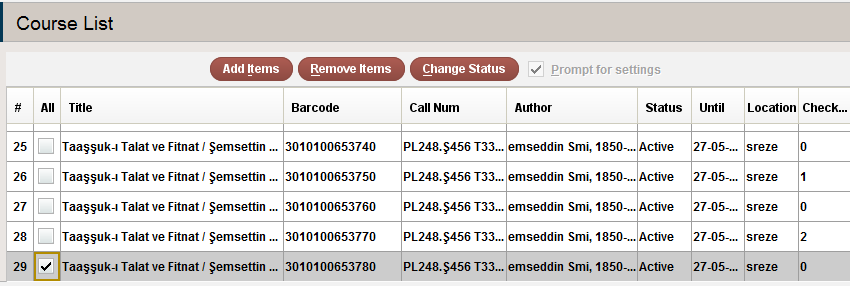 Course List
Add Items Remove Items Change Status Prompt for settings
# All Title Barcode Call Num Author Status Until Location Check...
25 Taaşşuk-ı Talat ve Fitnat / Şemsettin ... 3010100653740 PL248.Ş456 T33... emseddin Smi, 1850-... Active 27-05-... sreze 0
26 Taaşşuk-ı Talat ve Fitnat / Şemsettin ... 3010100653750 PL248.Ş456 T33... emseddin Smi, 1850-... Active 27-05-... sreze 1
27 Taaşşuk-ı Talat ve Fitnat / Şemsettin ... 3010100653760 PL248.Ş456 T33... emseddin Smi, 1850-... Active 27-05-... sreze 0
28 Taaşşuk-ı Talat ve Fitnat / Şemsettin ... 3010100653770 PL248.Ş456 T33... emseddin Smi, 1850-... Active 27-05-... sreze 2
29 Taaşşuk-ı Talat ve Fitnat / Şemsettin ... 3010100653780 PL248.Ş456 T33... emseddin Smi, 1850-... Active 27-05-... sreze 0